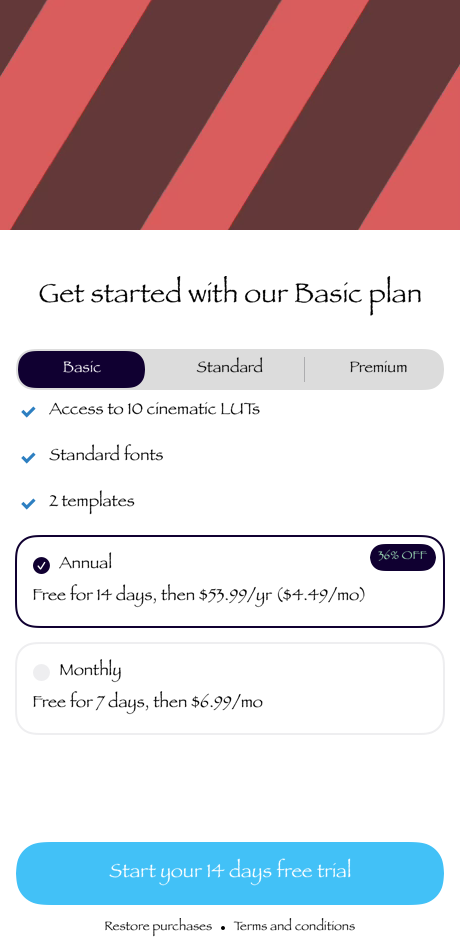 Get started with our Basic plan
Basic Standard Premium
Access to 10 cinematic LUTs
Standard fonts
2 templates
36% OFF
Annual
Free for 14 days, then $53.99/yr ($4.49/mo)
Monthly
Free for 7 days, then $6.99/mo
Start your 14 days free trial
Restore purchases • Terms and conditions